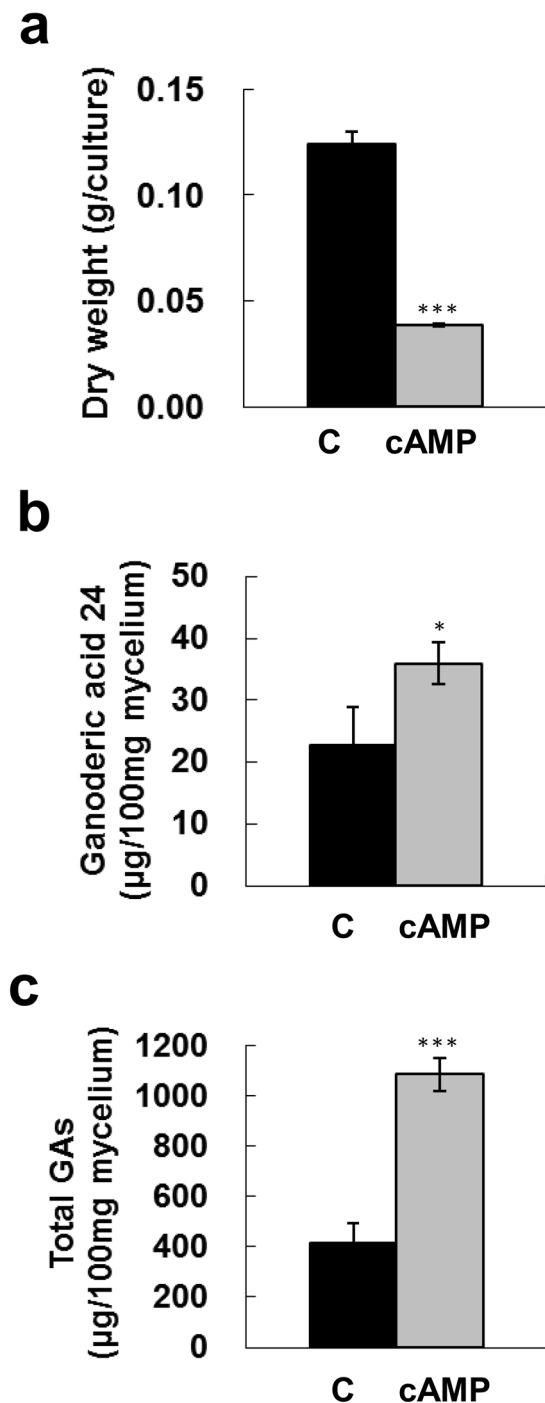 a
Dry weight (g/culture)
0.15
0.10
0.05
0.00
***
C cAMP
b
Ganoderic acid 24
(µg/100mg mycelium)
50
40
30
20
10
0
*
C cAMP
c
Total GAs
(µg/100mg mycelium)
1200
1000
800
600
400
200
0
***
C cAMP